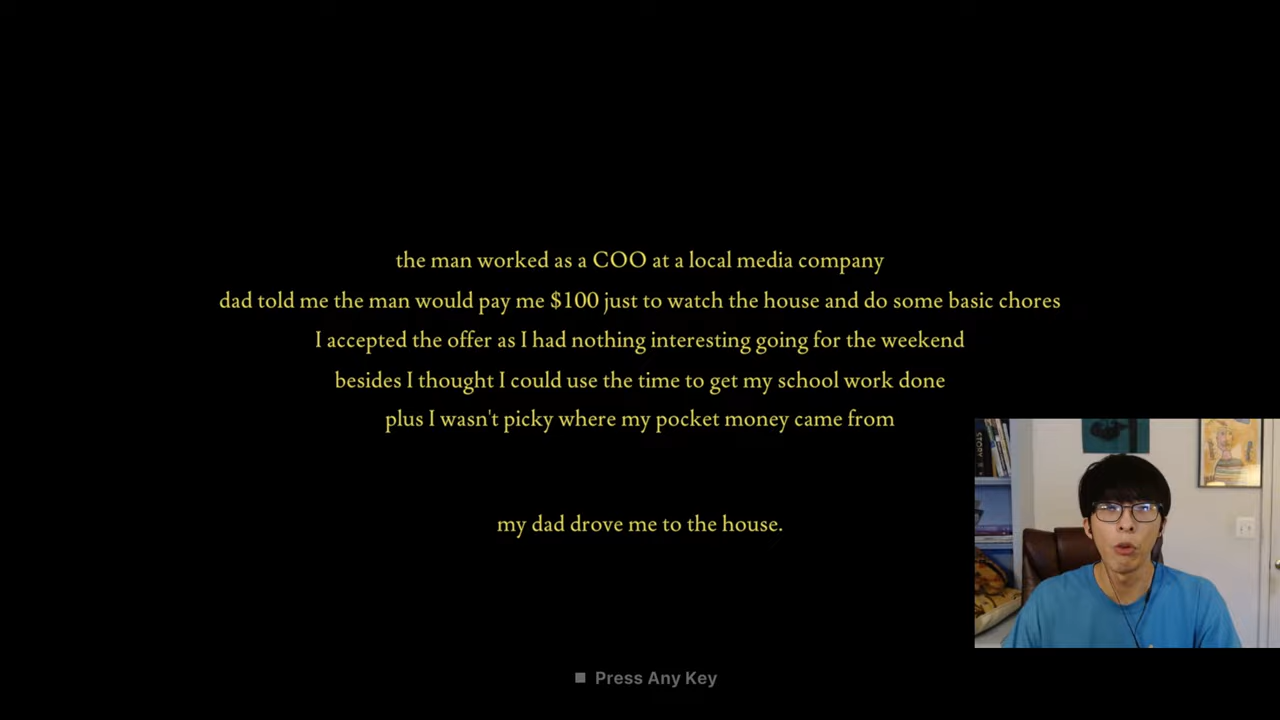 the man worked as a COO at a local media company
dad told me the man would pay me $100 just to watch the house and do some basic chores
I accepted the offer as I had nothing interesting going for the weekend
besides I thought I could use the time to get my school work done
plus I wasn't picky where my pocket money came from
my dad drove me to the house.
Press Any Key
STUDY